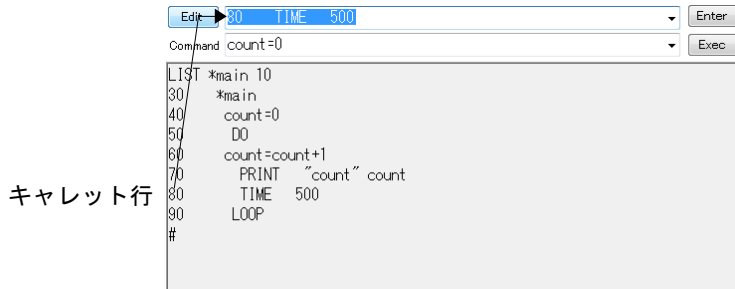 Edit 80 TIME 500 Enter
Command count=0 Exec
LIST *main 10
30 *main
40 count=0
50 DO
60 count=count+1
70 PRINT "count" count
キャレット行
80 TIME 500
90 LOOP
#